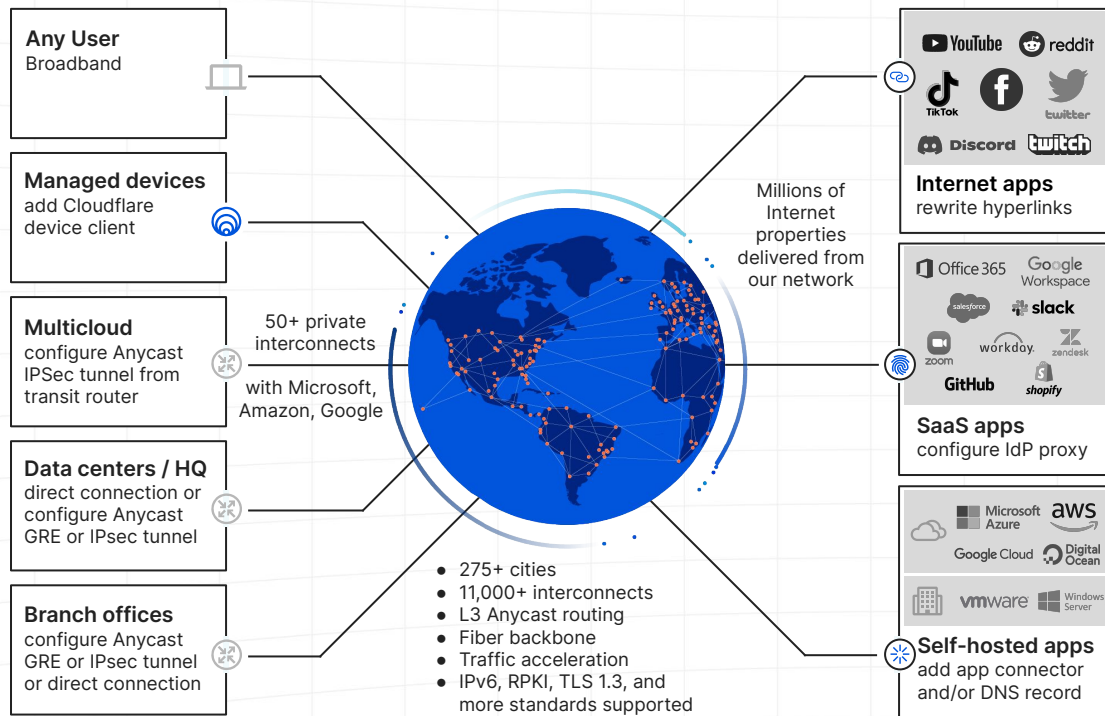 Any User
Broadband
Managed devices
add Cloudflare
device client
Multicloud
configure Anycast
IPSec tunnel from
transit router
Data centers / HQ
direct connection or
configure Anycast
GRE or IPsec tunnel
Branch offices
configure Anycast
GRE or IPsec tunnel
or direct connection
50+ private
interconnects
with Microsoft,
Amazon, Google
Millions of
Internet
properties
delivered from
our network
• 275+ cities
• 11,000+ interconnects
• L3 Anycast routing
• Fiber backbone
• Traffic acceleration
• IPv6, RPKI, TLS 1.3, and
more standards supported
YouTube reddit
TikTok f twitter
Discord twitch
Internet apps
rewrite hyperlinks
Office 365 Google
Workspace
salesforce slack
zoom workday. zendesk
GitHub shopify
SaaS apps
configure IdP proxy
Microsoft
Azure aws
Google Cloud Digital
Ocean
vmware Windows
Server
Self-hosted apps
add app connector
and/or DNS record